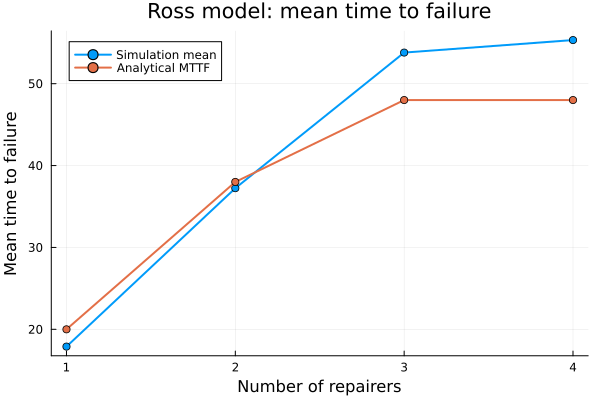 Ross model: mean time to failure
Simulation mean
Analytical MTTF
Mean time to failure
50
40
30
20
1 2 3 4
Number of repairers